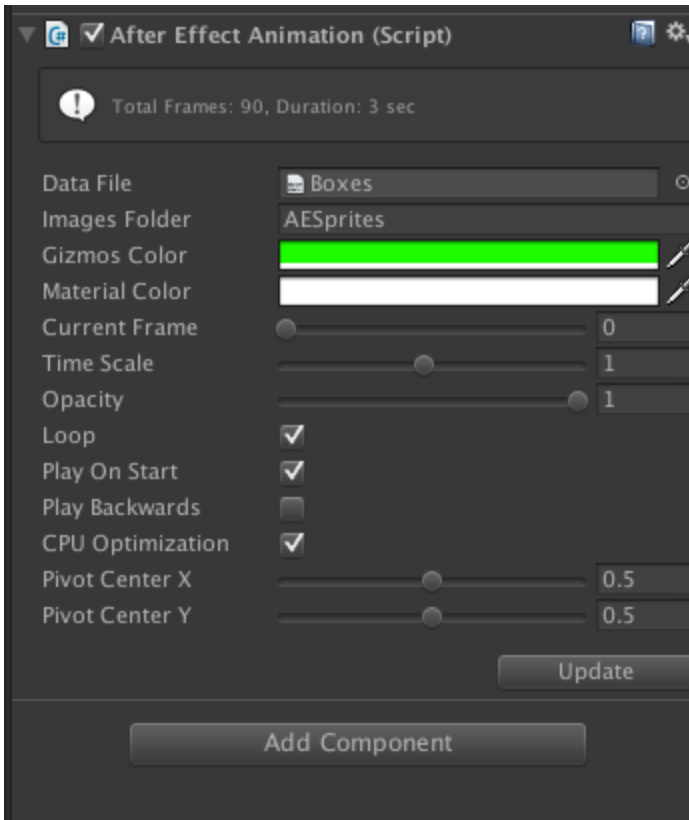 After Effect Animation (Script)
Total Frames: 90, Duration: 3 sec
Data File Boxes
Images Folder AESprites
Gizmos Color
Material Color
Current Frame 0
Time Scale 1
Opacity 1
Loop
Play On Start
Play Backwards
CPU Optimization
Pivot Center X 0.5
Pivot Center Y 0.5
Update
Add Component